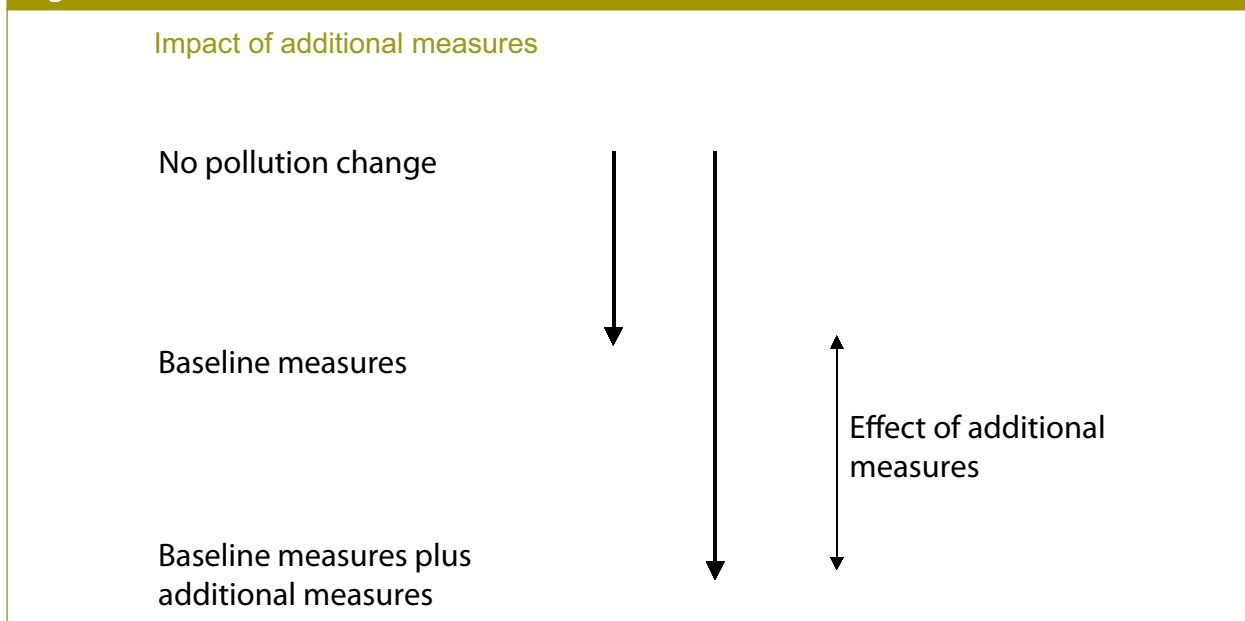 Impact of additional measures
No pollution change
Baseline measures
Effect of additional
measures
Baseline measures plus
additional measures